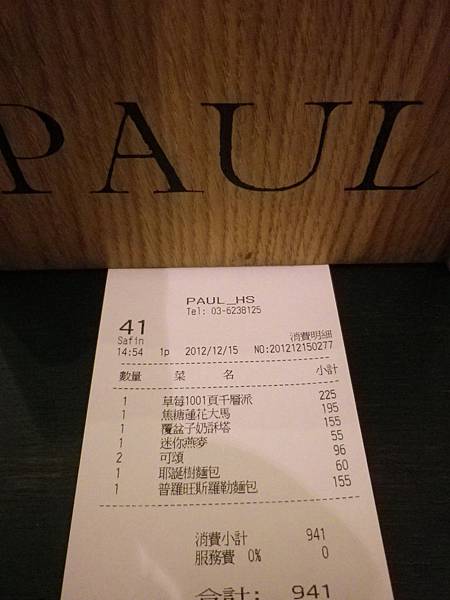 PAUL
PAUL_HS
Tel: 03-6238125
41
Safin
消費明細
14:54 1p 2012/12/15 NO:201212150277
數量 菜 名 小計
1 草莓1001頁千層派 225
1 焦糖蓮花大馬 195
1 覆盆子奶酥塔 155
1 迷你燕麥 55
2 可頌 96
1 耶誕樹麵包 60
1 普羅旺斯羅勒麵包 155
消費小計 941
服務費 0% 0
合計: 941